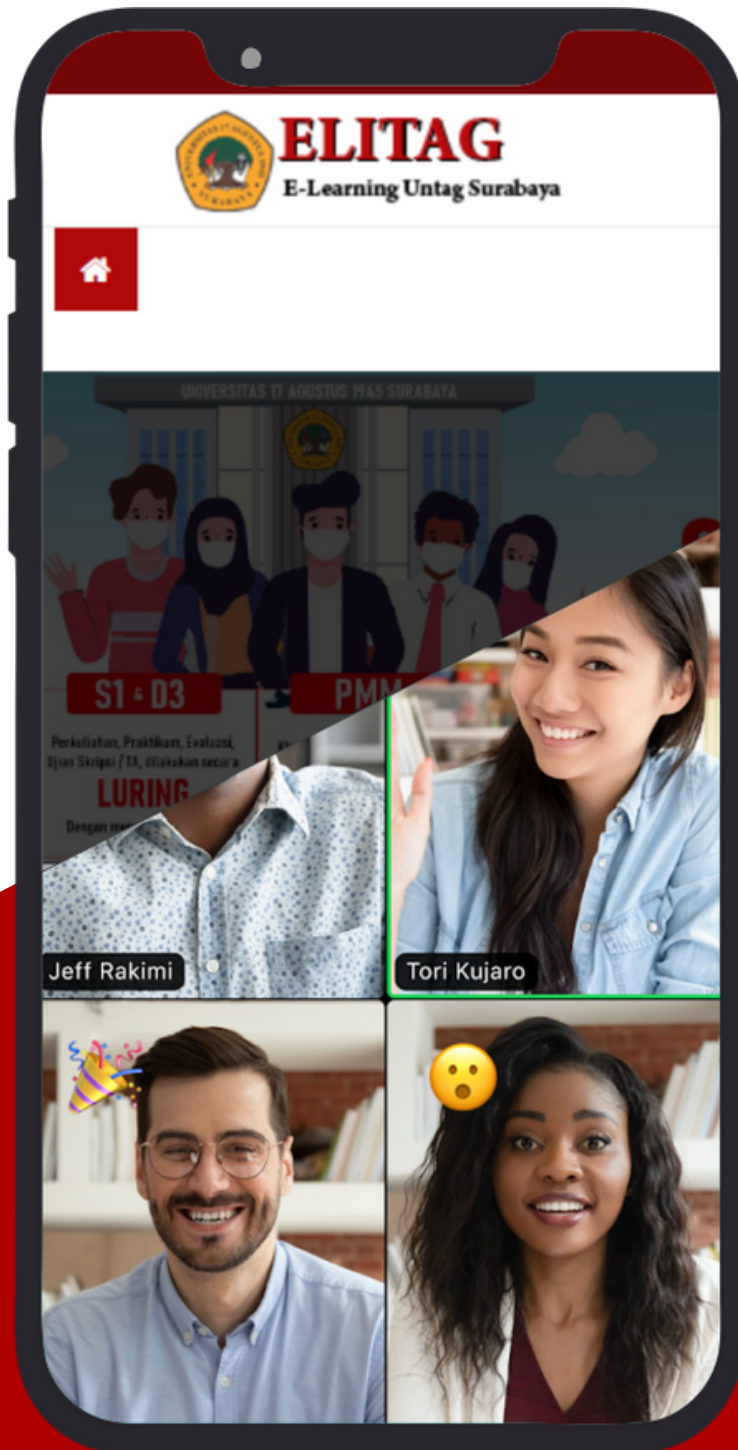 ELITAG
E-Learning Untag Surabaya
UNIVERSITAS 17 AGUSTUS 1945 SURABAYA
S1 & D3
PMM
Perkuliahan, Praktikum, Evaluasi,
Ujian Skripsi / TA, dilakukan secara
LURING
Dengan
Jeff Rakimi
Tori Kujaro